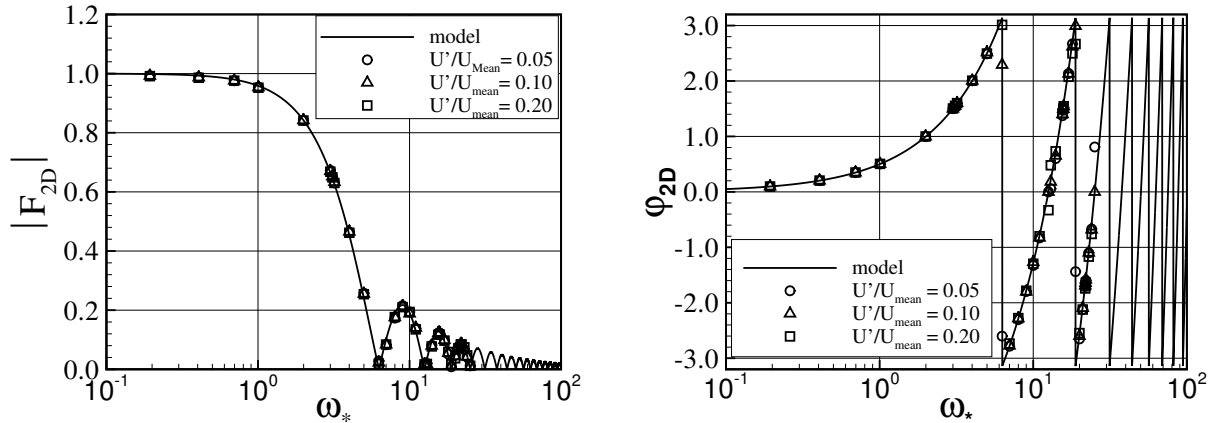 1.2
1.0
0.8
0.6
0.4
0.2
0.0
|F2D|
model
U'/UMean = 0.05
U'/Umean = 0.10
U'/Umean = 0.20
10-1
100
101
102
ω*
3.0
2.0
1.0
0.0
-1.0
-2.0
-3.0
φ2D
model
U'/Umean = 0.05
U'/Umean = 0.10
U'/Umean = 0.20
10-1
100
101
102
ω*